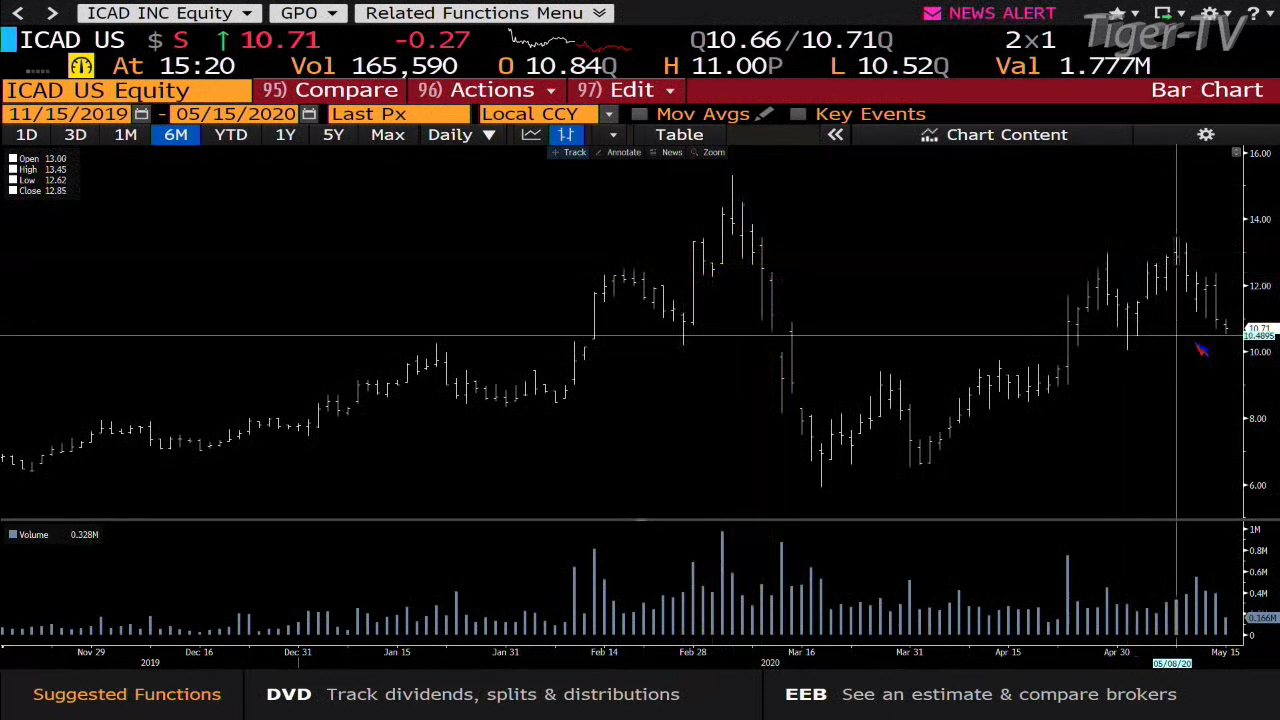 ICAD INC Equity GPO Related Functions Menu NEWS ALERT
Tiger-TV
ICAD US $ S ↑ 10.71 -0.27 Q10.66/10.71Q 2x1
At 15:20 Vol 165,590 O 10.84Q H 11.00P L 10.52Q Val 1.777M
ICAD US Equity 95) Compare 96) Actions 97) Edit Bar Chart
11/15/2019 - 05/15/2020 Last Px Local CCY Mov Avgs Key Events
1D 3D 1M 6M YTD 1Y 5Y Max Daily ▼ Table « Chart Content
Track Annotate News Zoom
Open 13.00
High 13.45
Low 12.62
Close 12.85
16.00
14.00
12.00
10.71
10.4895
10.00
8.00
6.00
Volume 0.328M
1M
0.8M
0.6M
0.4M
0.166M
0
Nov 29 Dec 16 Dec 31 Jan 15 Jan 31 Feb 14 Feb 28 Mar 16 Mar 31 Apr 15 Apr 30 May 15
2019 2020 05/08/20
Suggested Functions DVD Track dividends, splits & distributions EEB See an estimate & compare brokers